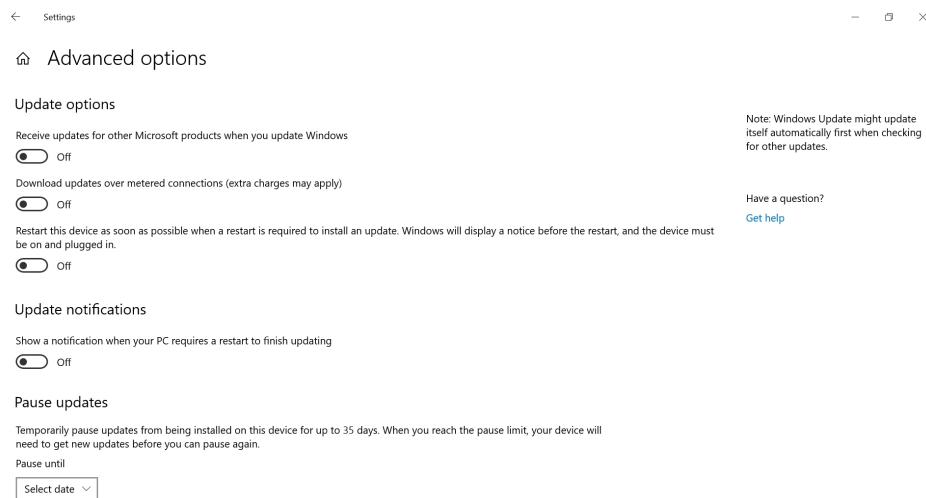 Settings
Advanced options
Update options
Receive updates for other Microsoft products when you update Windows
Off
Download updates over metered connections (extra charges may apply)
Off
Restart this device as soon as possible when a restart is required to install an update. Windows will display a notice before the restart, and the device must
be on and plugged in.
Off
Update notifications
Show a notification when your PC requires a restart to finish updating
Off
Pause updates
Temporarily pause updates from being installed on this device for up to 35 days. When you reach the pause limit, your device will
need to get new updates before you can pause again.
Pause until
Select date
Note: Windows Update might update
itself automatically first when checking
for other updates.
Have a question?
Get help